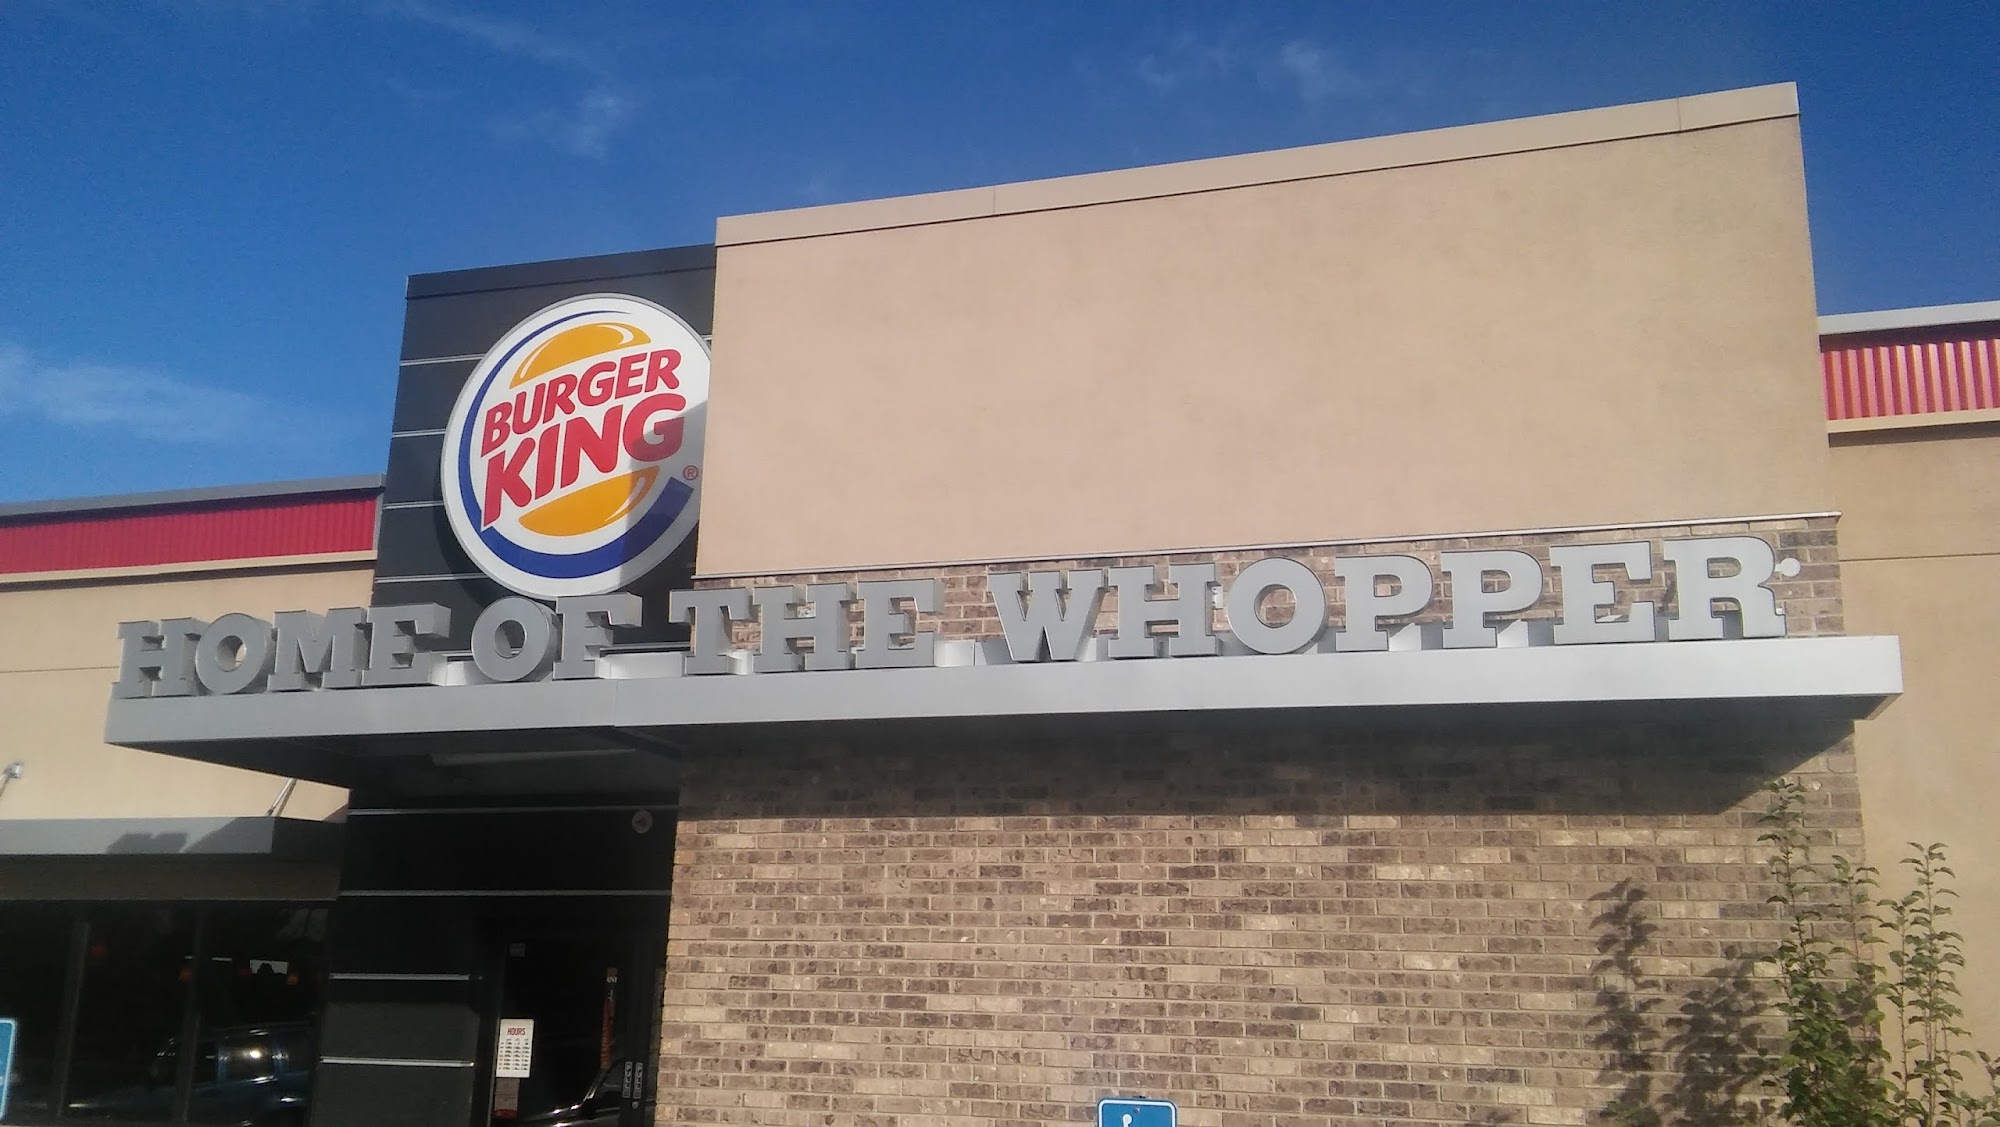 BURGER
KING®
HOME OF THE WHOPPER
HOURS